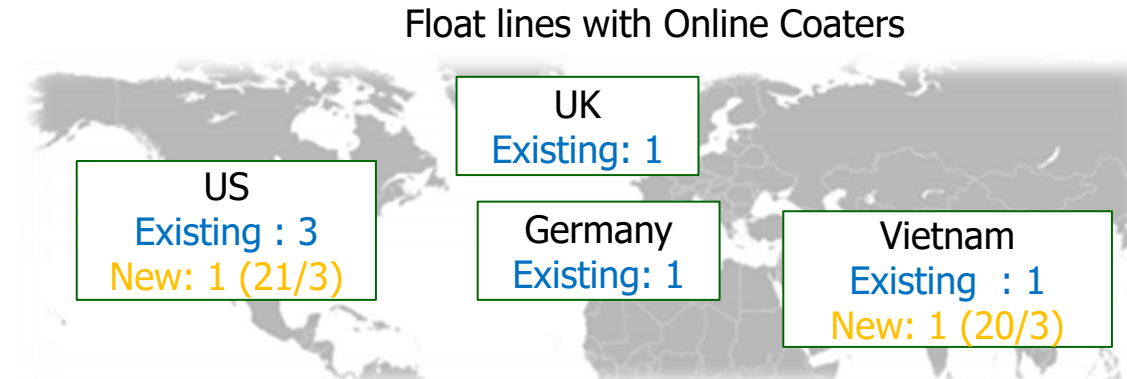 Float lines with Online Coaters
UK
Existing: 1
US
Existing : 3
New: 1 (21/3)
Germany
Existing: 1
Vietnam
Existing  : 1
New: 1 (20/3)